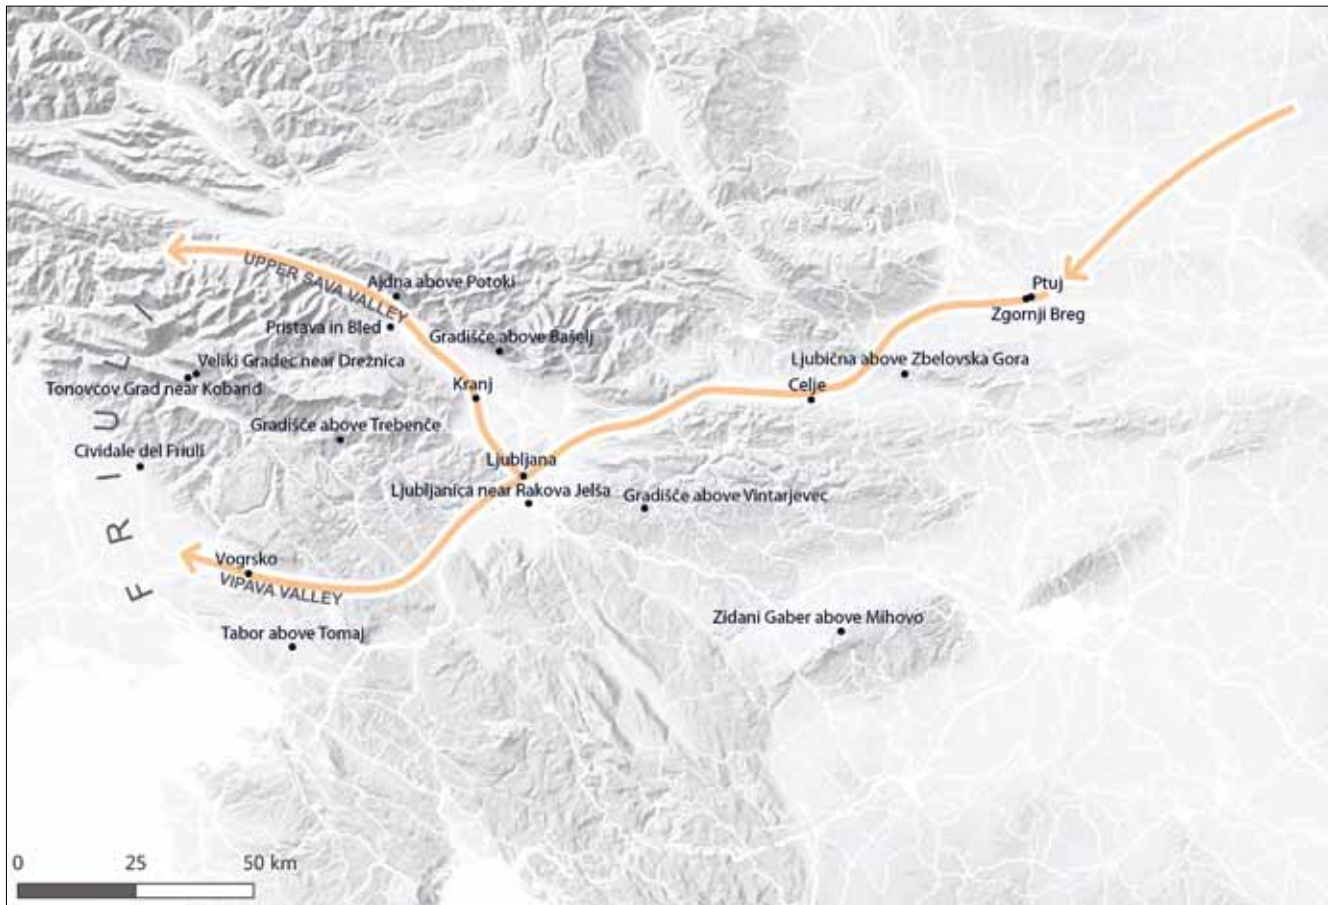 Ptuj
Zgornji Breg
UPPER SAVA VALLEY
Ajdna above Potoki
Pristava in Bled
Gradišče above Bašelj
Ljubična above Zbelovska Gora
Veliki Gradec near Drežnica
Tonovcov Grad near Kobarid
Kranj
Celje
Gradišče above Trebenče
Cividale del Friuli
Ljubljana
Ljubljanica near Rakova Jelša
Gradišče above Vintarjevec
FRIULI
Vogrsko
VIPAVA VALLEY
Zidani Gaber above Mihovo
Tabor above Tomaj
0 25 50 km